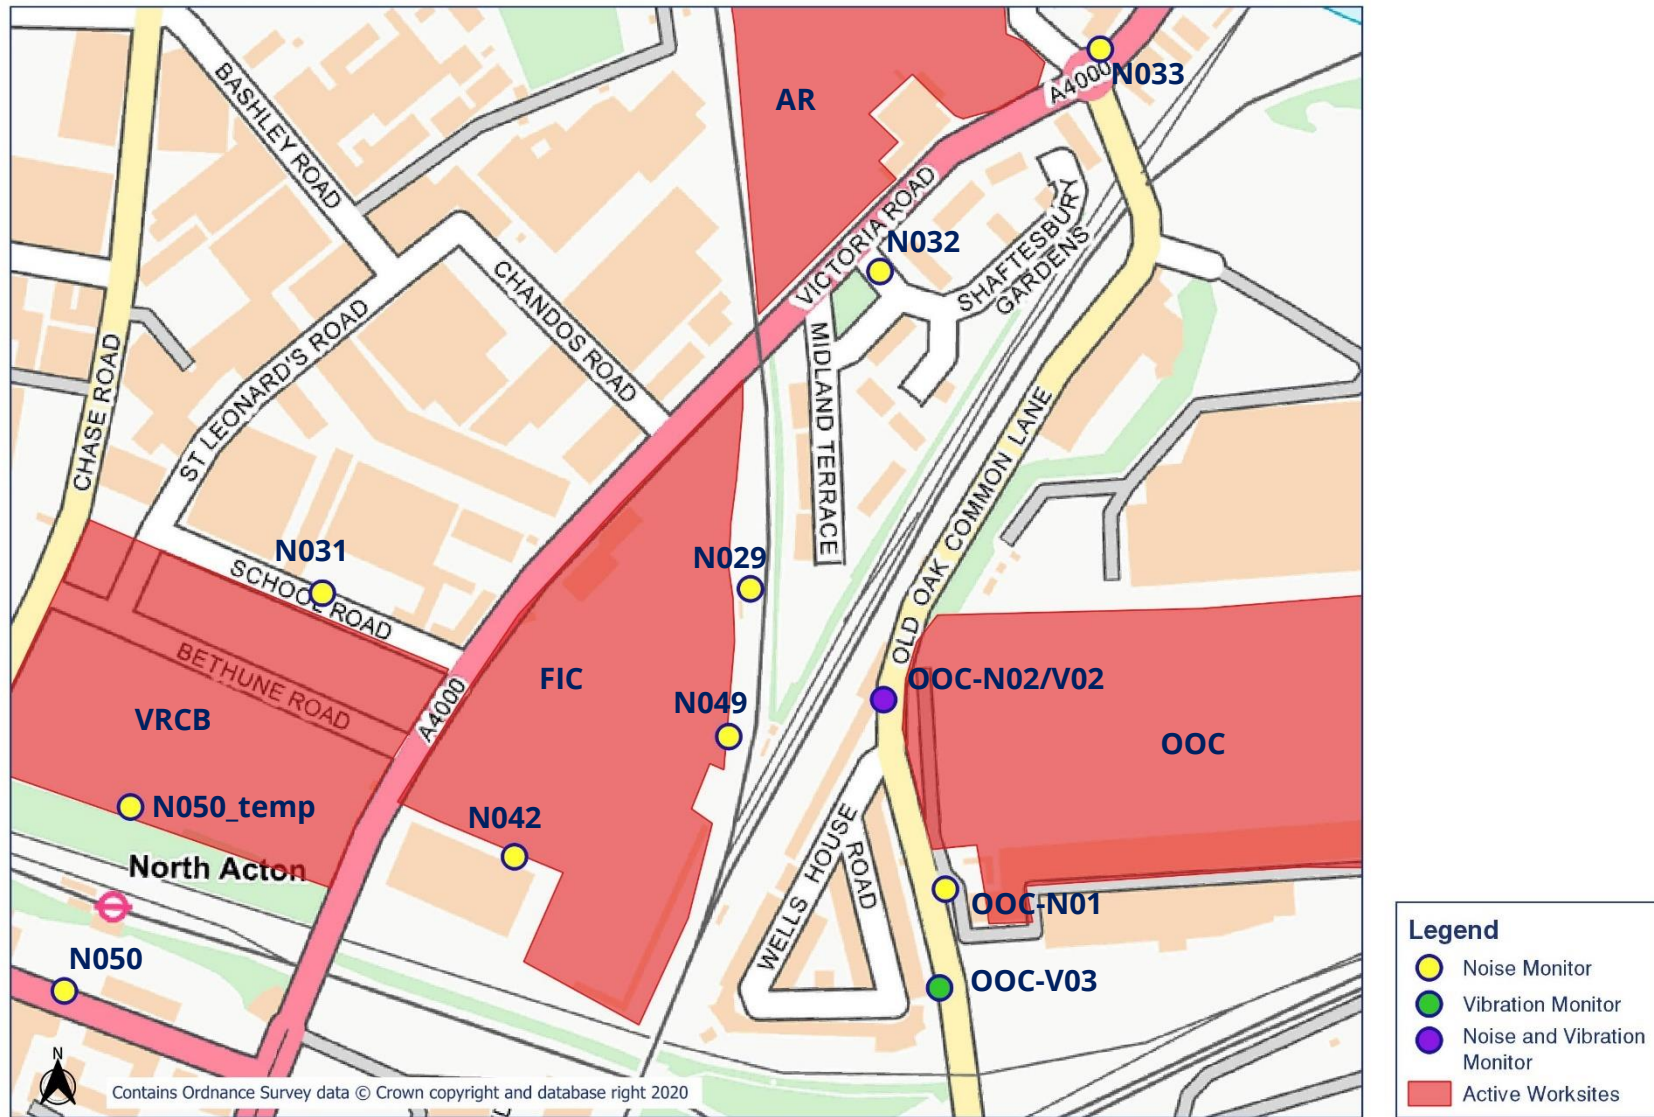 BASHLEY ROAD
AR
A4000
N033
VICTORIA ROAD
N032
SHAFTESBURY
GARDENS
CHANDOS ROAD
ST LEONARD'S ROAD
CHASE ROAD
MIDLAND TERRACE
OLD OAK COMMON LANE
N031
SCHOOL ROAD
N029
BETHUNE ROAD
VRCB
A4000
FIC
N049
OOC-N02/V02
OOC
N050_temp
N042
North Acton
WELLS HOUSE
ROAD
OOC-N01
N050
OOC-V03
N
Contains Ordnance Survey data © Crown copyright and database right 2020
Legend
Noise Monitor
Vibration Monitor
Noise and Vibration
Monitor
Active Worksites